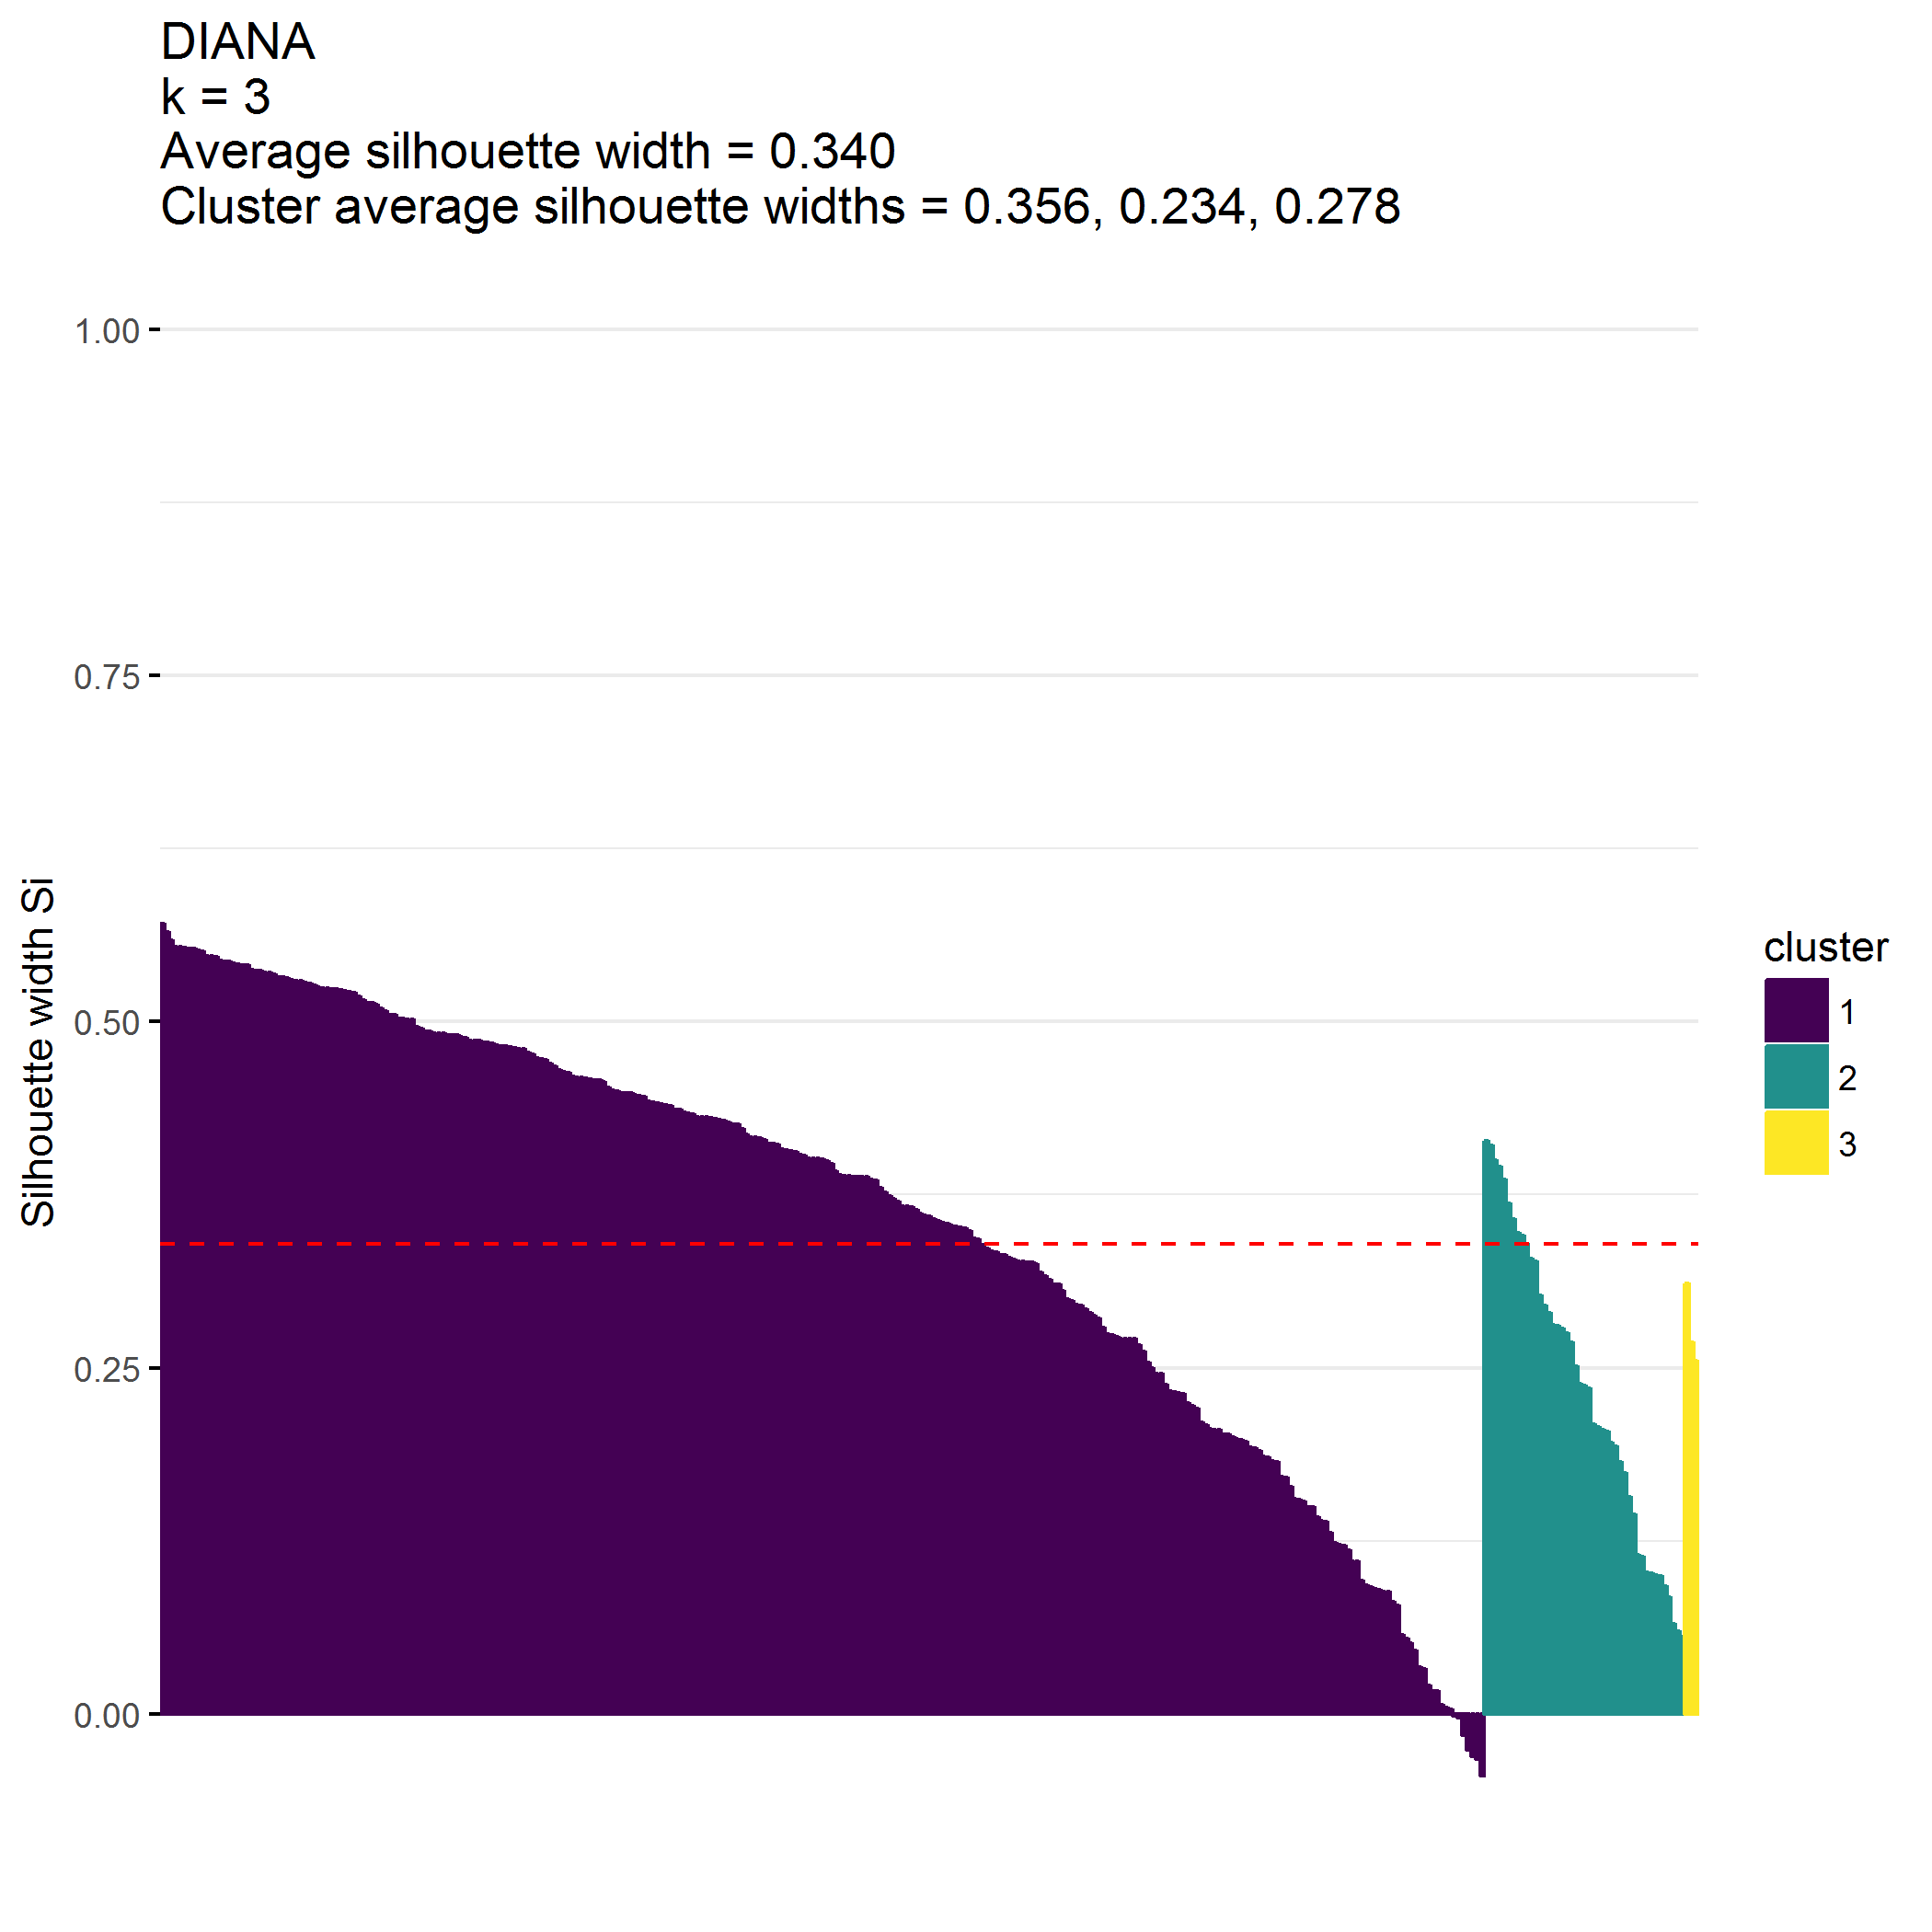 DIANA
k = 3
Average silhouette width = 0.340
Cluster average silhouette widths = 0.356, 0.234, 0.278
1.00
0.75
0.50
0.25
0.00
Silhouette width Si
cluster
1
2
3